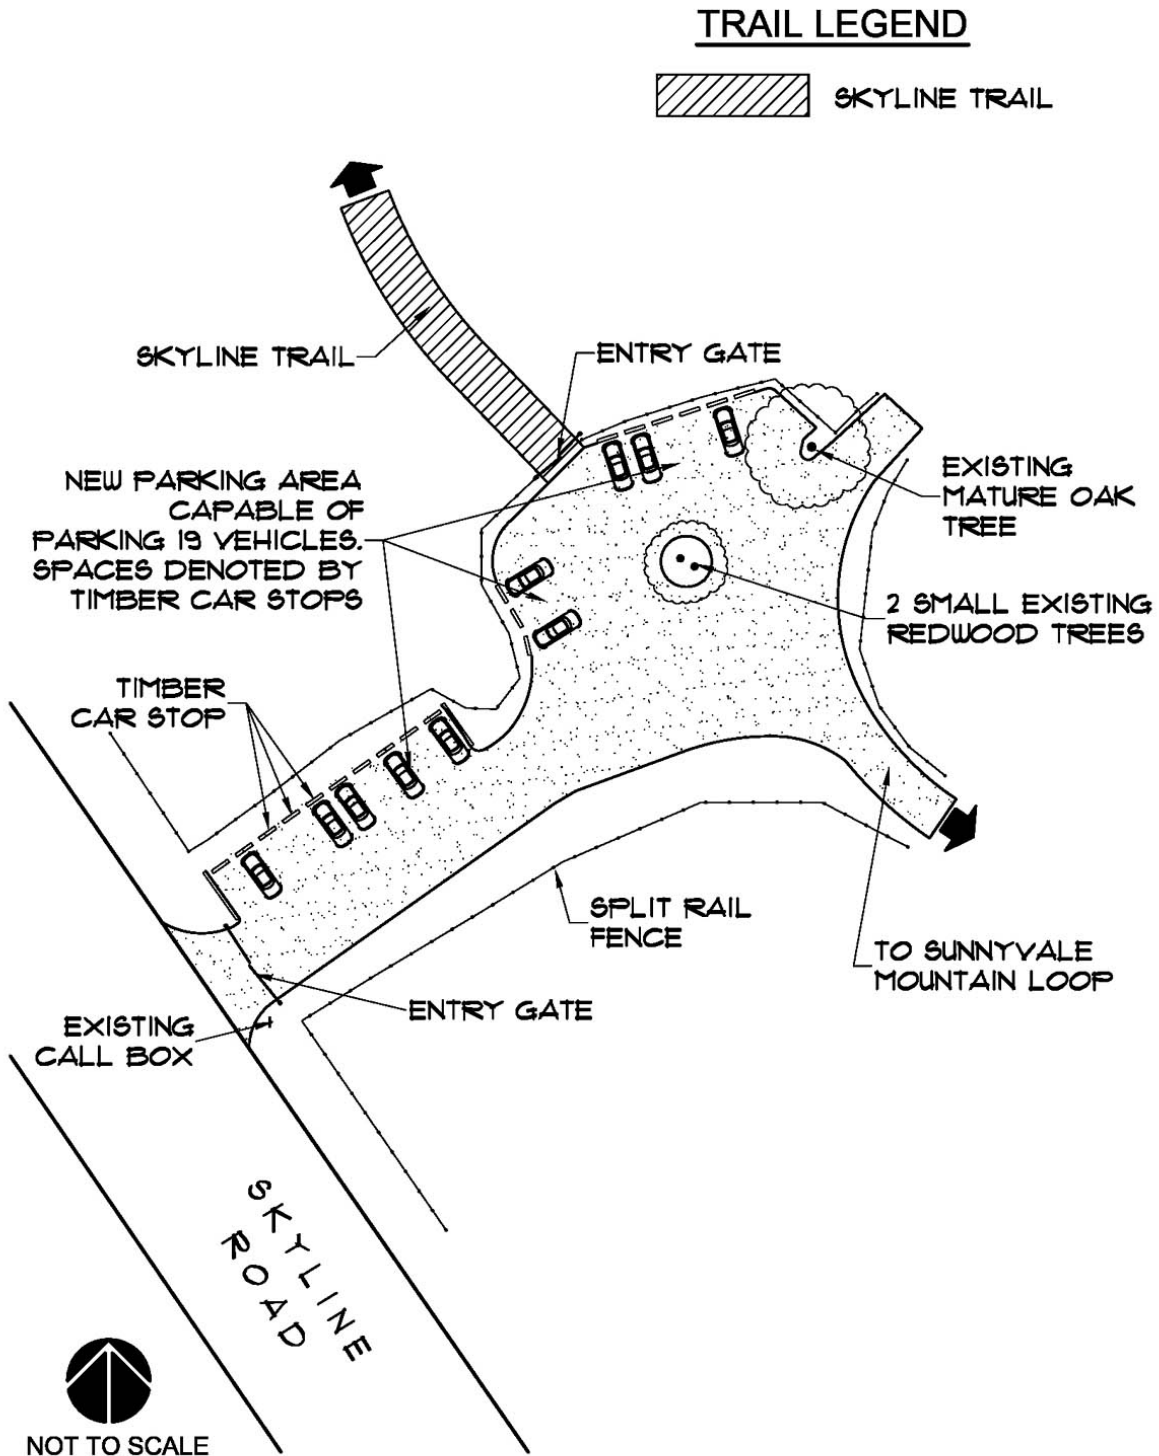 TRAIL LEGEND
SKYLINE TRAIL
SKYLINE TRAIL
ENTRY GATE
NEW PARKING AREA
CAPABLE OF
PARKING 19 VEHICLES.
SPACES DENOTED BY
TIMBER CAR STOPS
EXISTING
MATURE OAK
TREE
2 SMALL EXISTING
REDWOOD TREES
TIMBER
CAR STOP
SPLIT RAIL
FENCE
TO SUNNYVALE
MOUNTAIN LOOP
ENTRY GATE
EXISTING
CALL BOX
SKYLINE
ROAD
NOT TO SCALE